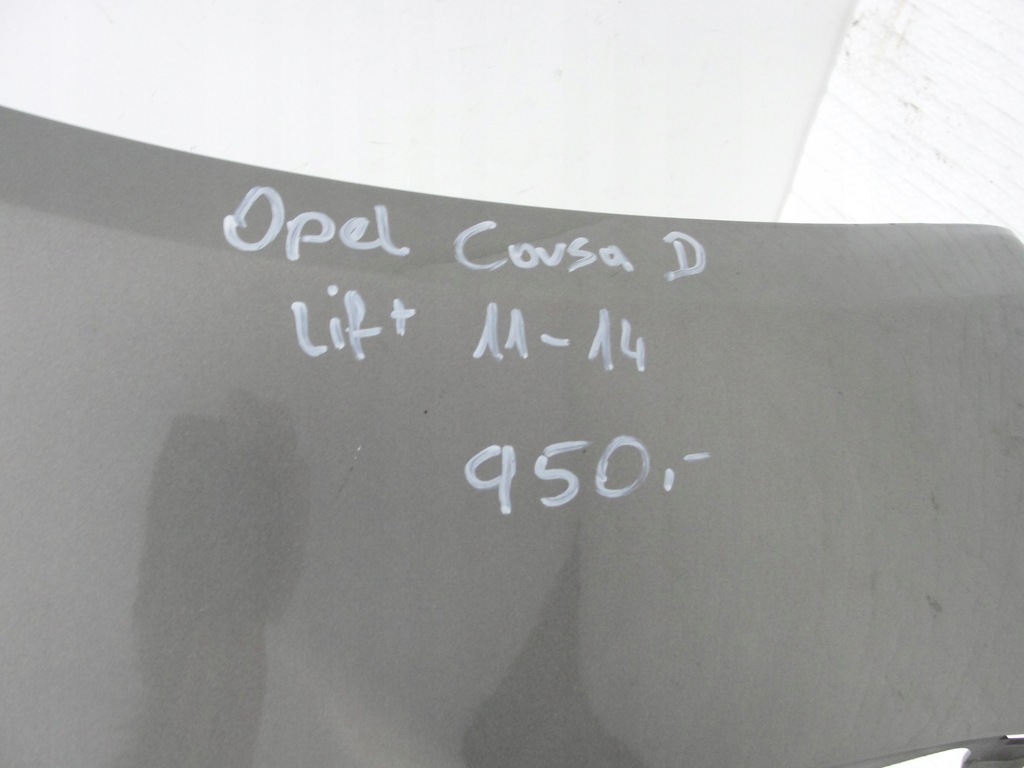 Opel Corsa D
Lift 11-14
950.-